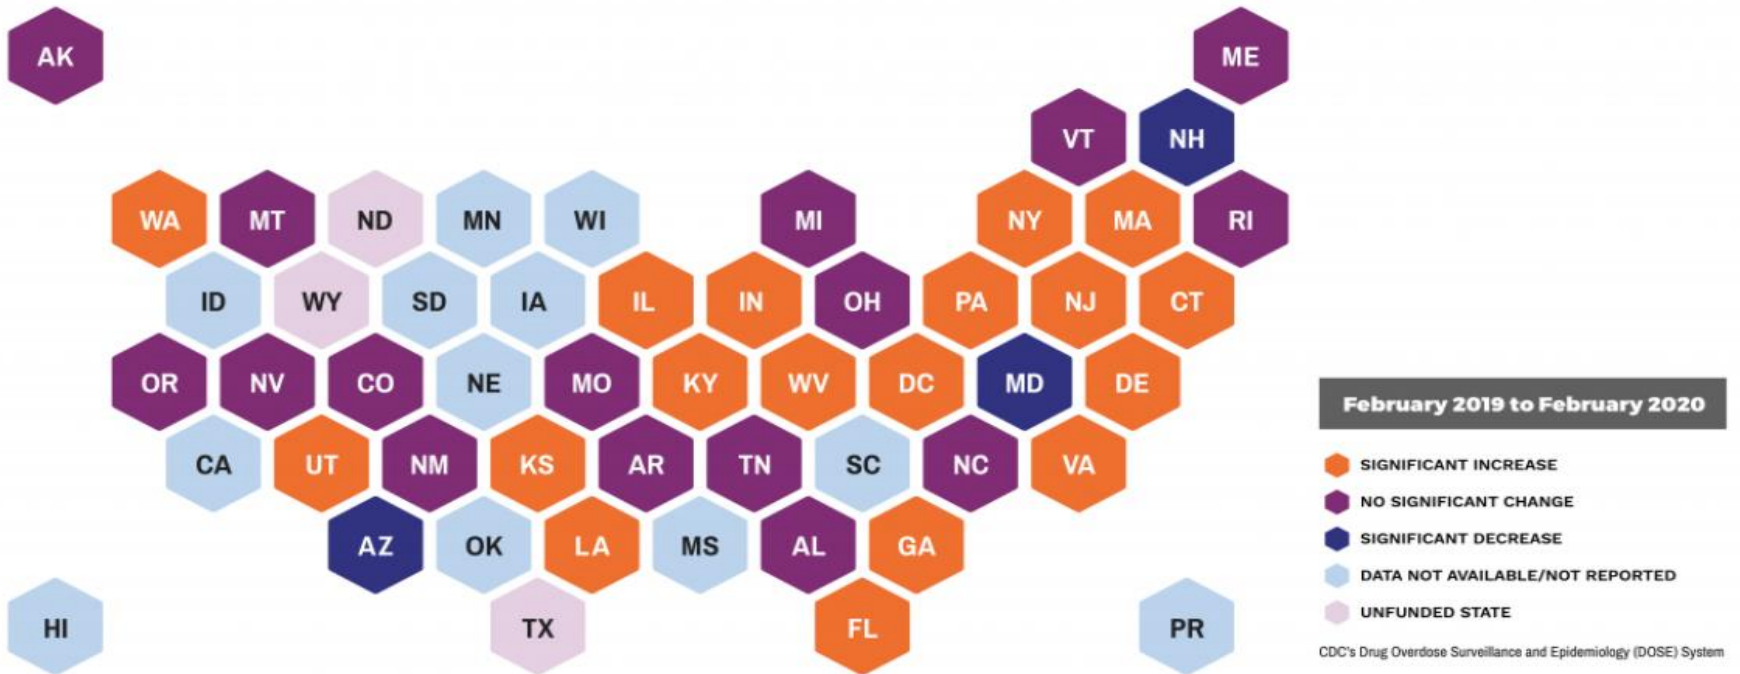 AK
ME
VT
NH
WA
MT
ND
MN
WI
MI
NY
MA
RI
ID
WY
SD
IA
IL
IN
OH
PA
NJ
CT
OR
NV
CO
NE
MO
KY
WV
DC
MD
DE
CA
UT
NM
KS
AR
TN
SC
NC
VA
AZ
OK
LA
MS
AL
GA
HI
TX
FL
PR
February 2019 to February 2020
SIGNIFICANT INCREASE
NO SIGNIFICANT CHANGE
SIGNIFICANT DECREASE
DATA NOT AVAILABLE/NOT REPORTED
UNFUNDED STATE
CDC's Drug Overdose Surveillance and Epidemiology (DOSE) System